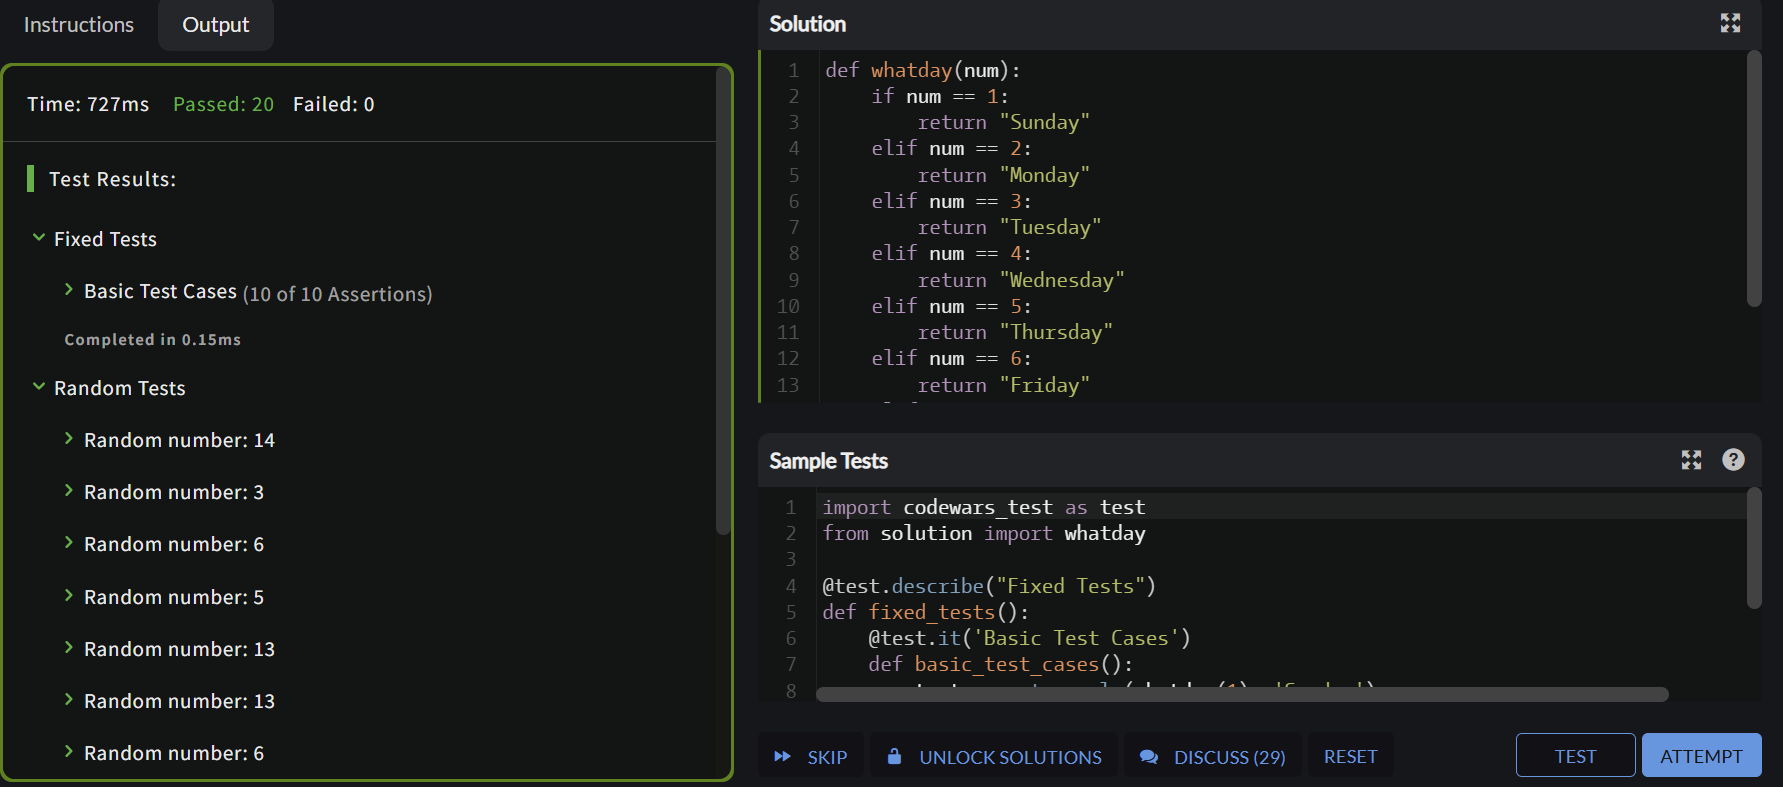 Instructions
Output
Time: 727ms Passed: 20 Failed: 0
Test Results:
Fixed Tests
Basic Test Cases (10 of 10 Assertions)
Completed in 0.15ms
Random Tests
Random number: 14
Random number: 3
Random number: 6
Random number: 5
Random number: 13
Random number: 13
Random number: 6
Solution
1 def whatday(num):
2     if num == 1:
3         return "Sunday"
4     elif num == 2:
5         return "Monday"
6     elif num == 3:
7         return "Tuesday"
8     elif num == 4:
9         return "Wednesday"
10     elif num == 5:
11         return "Thursday"
12     elif num == 6:
13         return "Friday"
Sample Tests
?
1 import codewars_test as test
2 from solution import whatday
3
4 @test.describe("Fixed Tests")
5 def fixed_tests():
6     @test.it('Basic Test Cases')
7     def basic_test_cases():
8
SKIP
UNLOCK SOLUTIONS
DISCUSS (29)
RESET
TEST
ATTEMPT